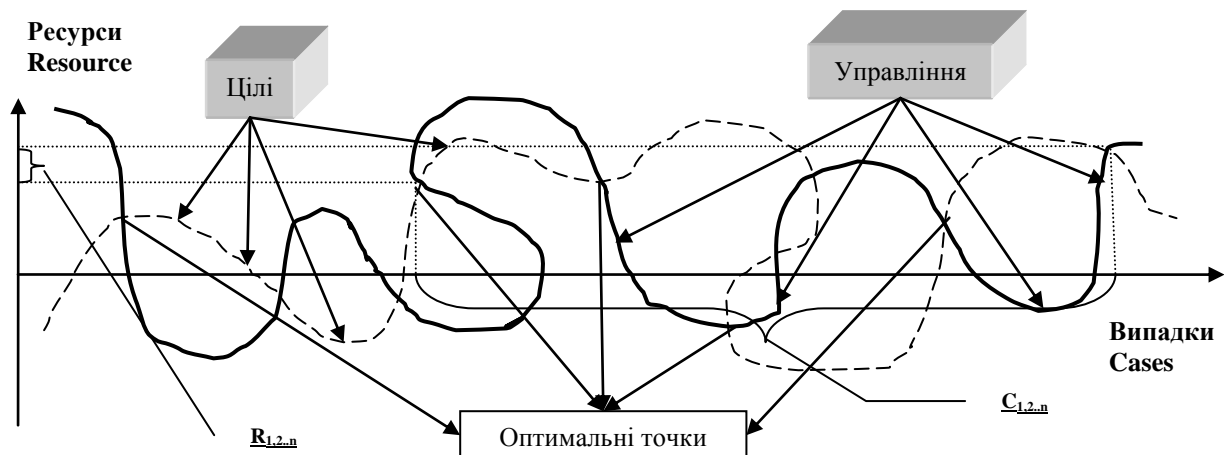 Ресурси
Resource
Цілі
Управління
Випадки
Cases
C1,2..n
R1,2..n
Оптимальні точки